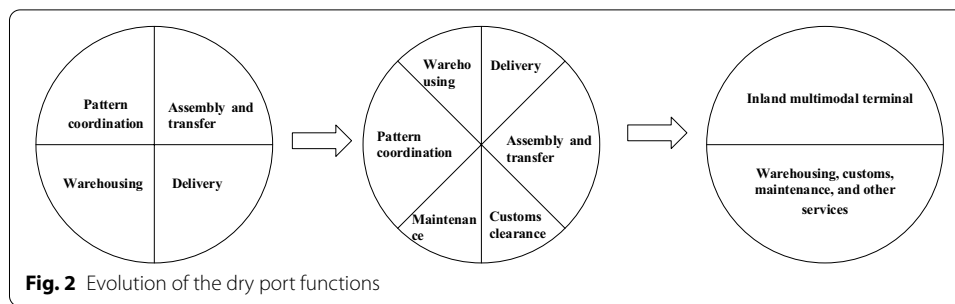 Pattern
coordination
Assembly and
transfer
Warehousing
Delivery
Wareho
using
Delivery
Pattern
coordination
Assembly and
transfer
Maintenan
ce
Customs
clearance
Inland multimodal terminal
Warehousing, customs,
maintenance, and other
services
Fig. 2 Evolution of the dry port functions